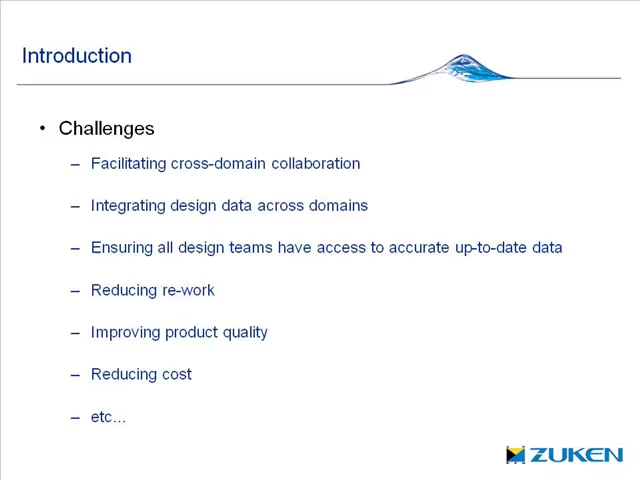 Introduction
• Challenges
– Facilitating cross-domain collaboration
– Integrating design data across domains
– Ensuring all design teams have access to accurate up-to-date data
– Reducing re-work
– Improving product quality
– Reducing cost
– etc...
ZUKEN